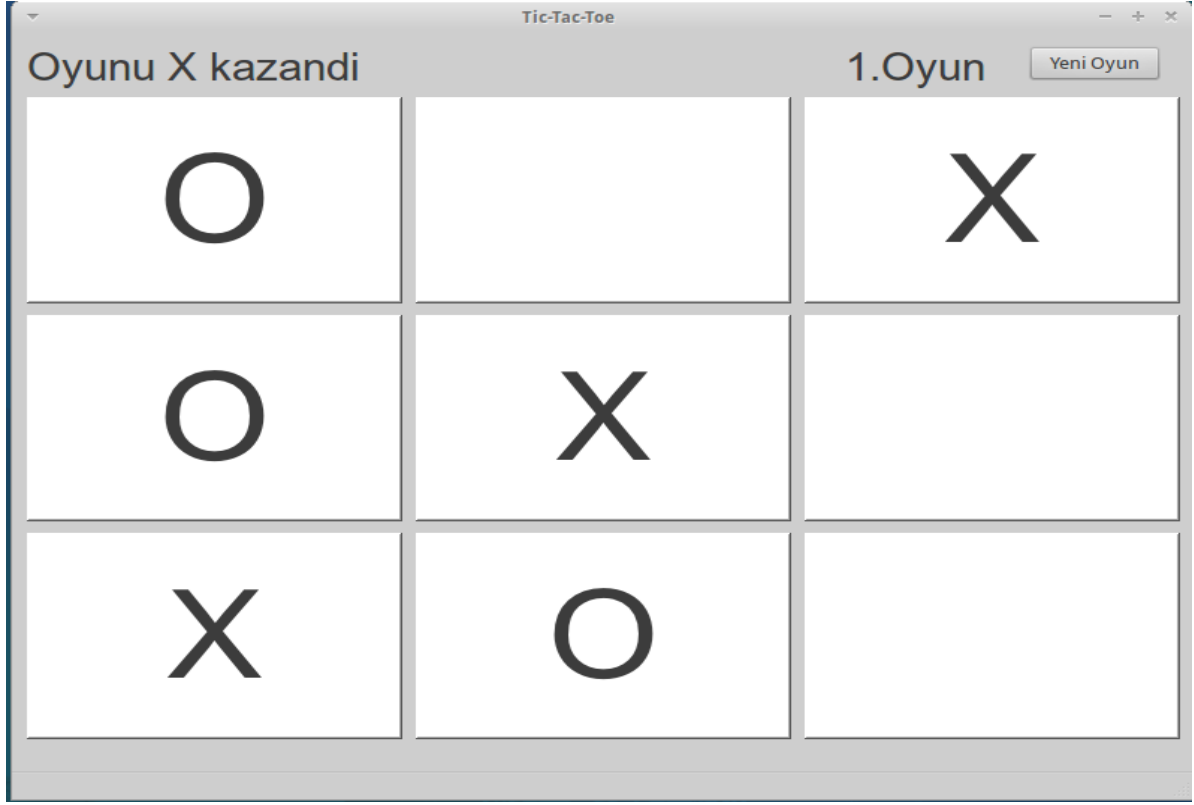 Tic-Tac-Toe
Oyunu X kazandi 1.Oyun Yeni Oyun
O X
O X
X O